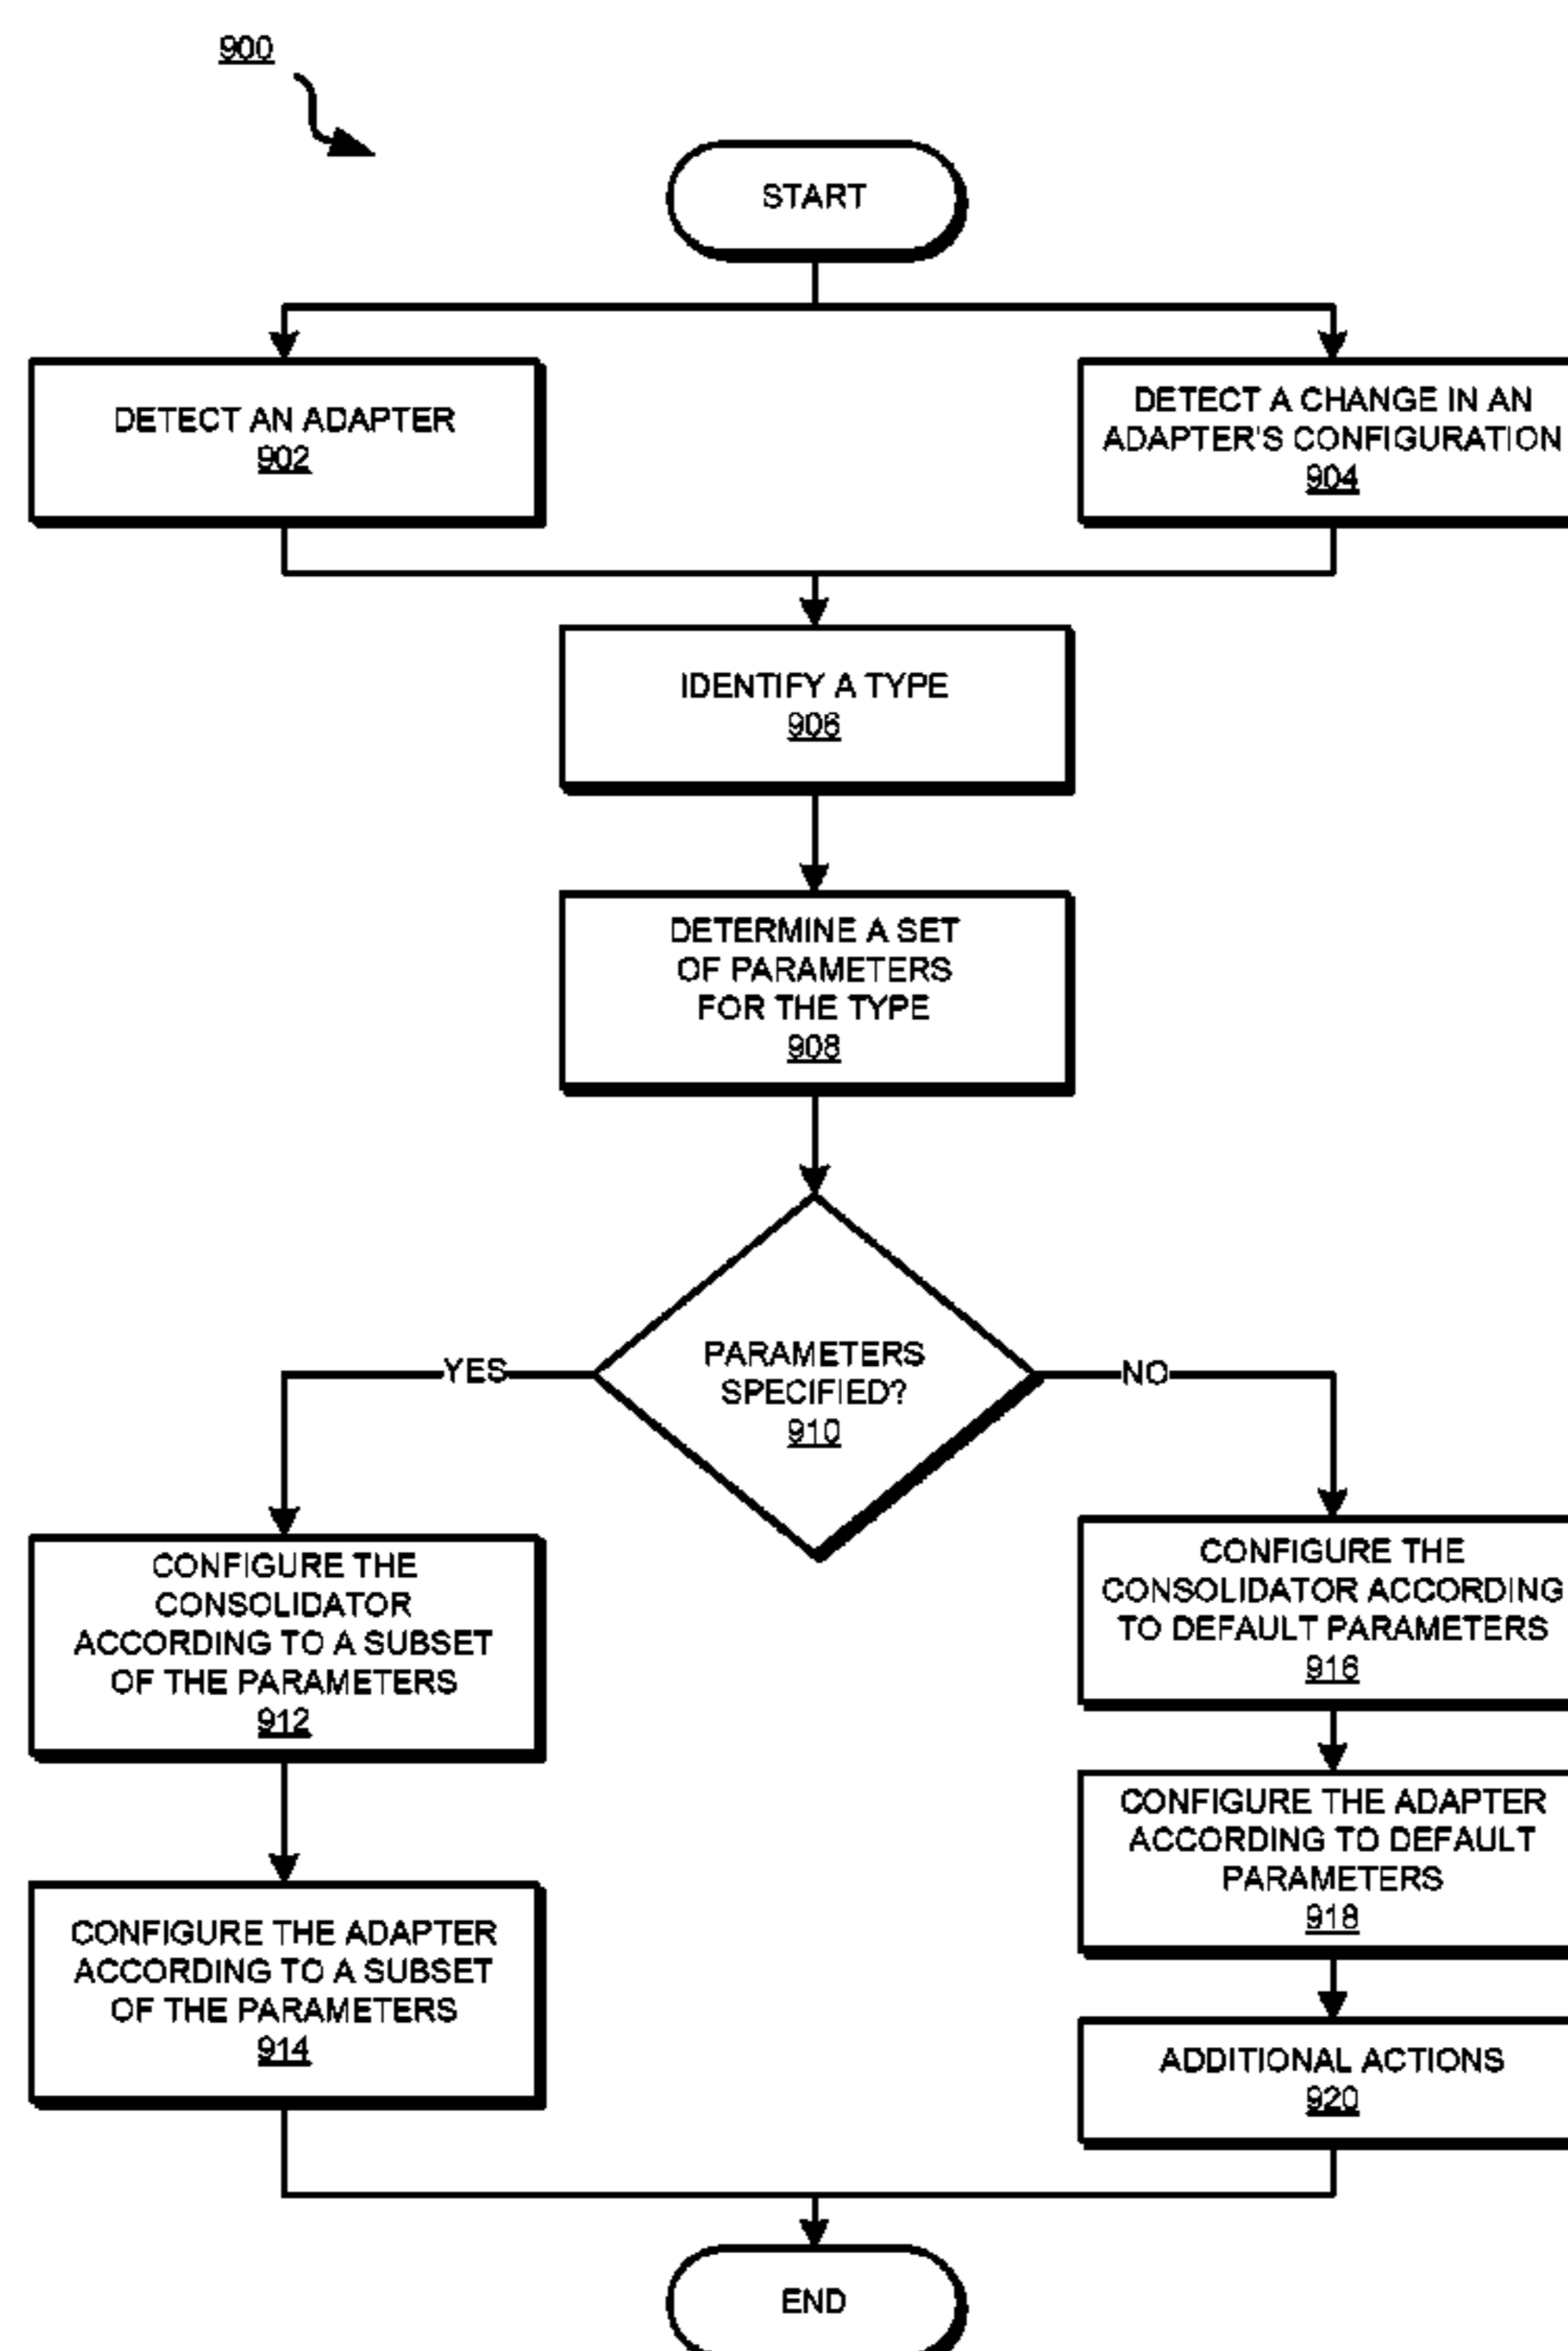 900
START
DETECT AN ADAPTER
902
DETECT A CHANGE IN AN
ADAPTER'S CONFIGURATION
904
IDENTIFY A TYPE
906
DETERMINE A SET
OF PARAMETERS
FOR THE TYPE
908
PARAMETERS
SPECIFIED?
910
YES
NO
CONFIGURE THE
CONSOLIDATOR
ACCORDING TO A SUBSET
OF THE PARAMETERS
912
CONFIGURE THE ADAPTER
ACCORDING TO A SUBSET
OF THE PARAMETERS
914
CONFIGURE THE
CONSOLIDATOR ACCORDING
TO DEFAULT PARAMETERS
916
CONFIGURE THE ADAPTER
ACCORDING TO DEFAULT
PARAMETERS
918
ADDITIONAL ACTIONS
920
END